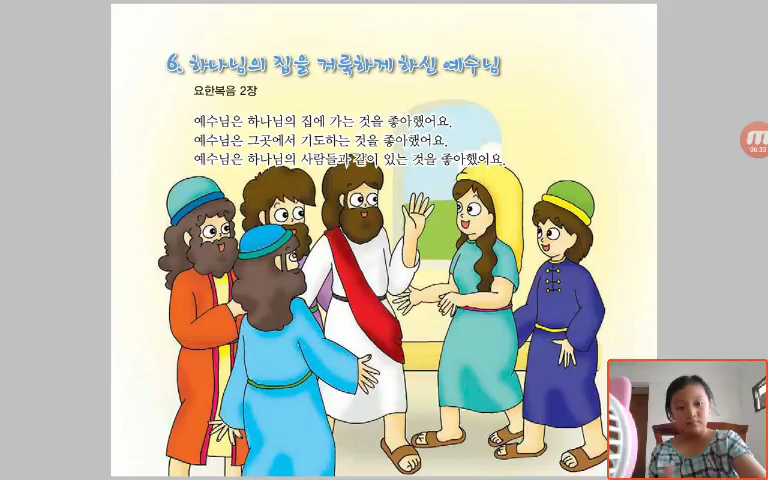 6. 하나님의 집을 거룩하게 하신 예수님
요한복음 2장
예수님은 하나님의 집에 가는 것을 좋아했어요.
예수님은 그곳에서 기도하는 것을 좋아했어요.
예수님은 하나님의 사람들과 같이 있는 것을 좋아했어요.
06:33